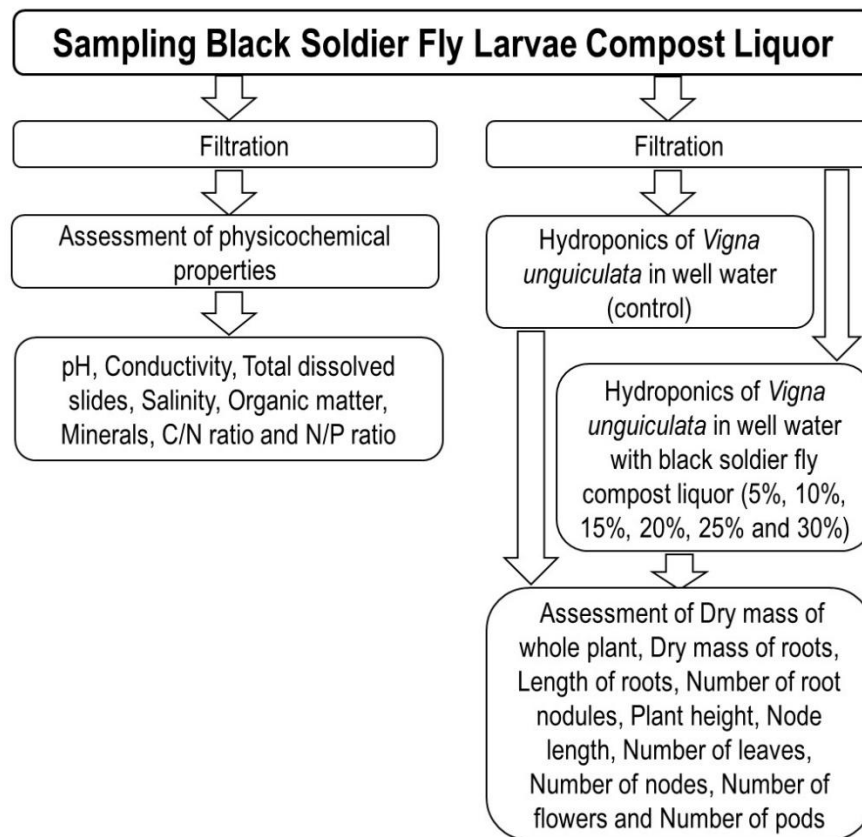 Sampling Black Soldier Fly Larvae Compost Liquor
Filtration
Assessment of physicochemical
properties
pH, Conductivity, Total dissolved
slides, Salinity, Organic matter,
Minerals, C/N ratio and N/P ratio
Filtration
Hydroponics of Vigna
unguiculata in well water
(control)
Hydroponics of Vigna
unguiculata in well water
with black soldier fly
compost liquor (5%, 10%,
15%, 20%, 25% and 30%)
Assessment of Dry mass of
whole plant, Dry mass of roots,
Length of roots, Number of root
nodules, Plant height, Node
length, Number of leaves,
Number of nodes, Number of
flowers and Number of pods